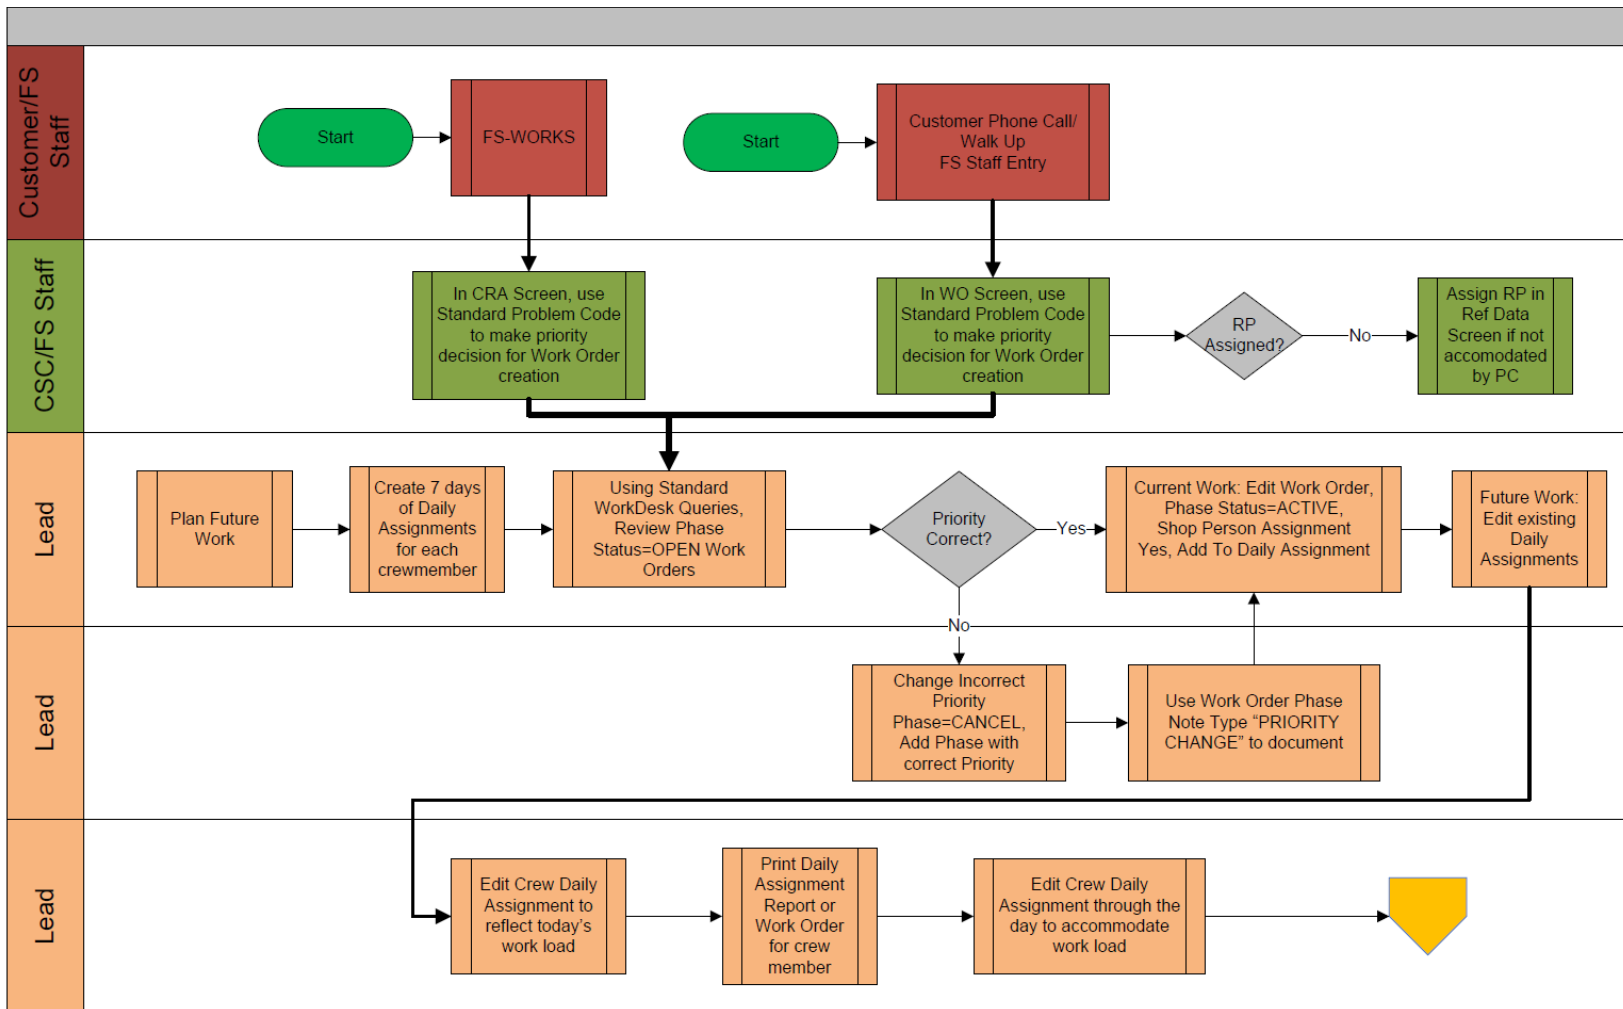 Customer/FS
Staff
Start
FS-WORKS
Start
Customer Phone Call/
Walk Up
FS Staff Entry
CSC/FS Staff
In CRA Screen, use
Standard Problem Code
to make priority
decision for Work Order
creation
In WO Screen, use
Standard Problem Code
to make priority
decision for Work Order
creation
RP
Assigned?
No
Assign RP in
Ref Data
Screen if not
accomodated
by PC
Lead
Plan Future
Work
Create 7 days
of Daily
Assignments
for each
crewmember
Using Standard
WorkDesk Queries,
Review Phase
Status=OPEN Work
Orders
Priority
Correct?
Yes
Current Work: Edit Work Order,
Phase Status=ACTIVE,
Shop Person Assignment
Yes, Add To Daily Assignment
Future Work:
Edit existing
Daily
Assignments
No
Lead
Change Incorrect
Priority
Phase=CANCEL,
Add Phase with
correct Priority
Use Work Order Phase
Note Type “PRIORITY
CHANGE” to document
Lead
Edit Crew Daily
Assignment to
reflect today’s
work load
Print Daily
Assignment
Report or
Work Order
for crew
member
Edit Crew Daily
Assignment through the
day to accommodate
work load